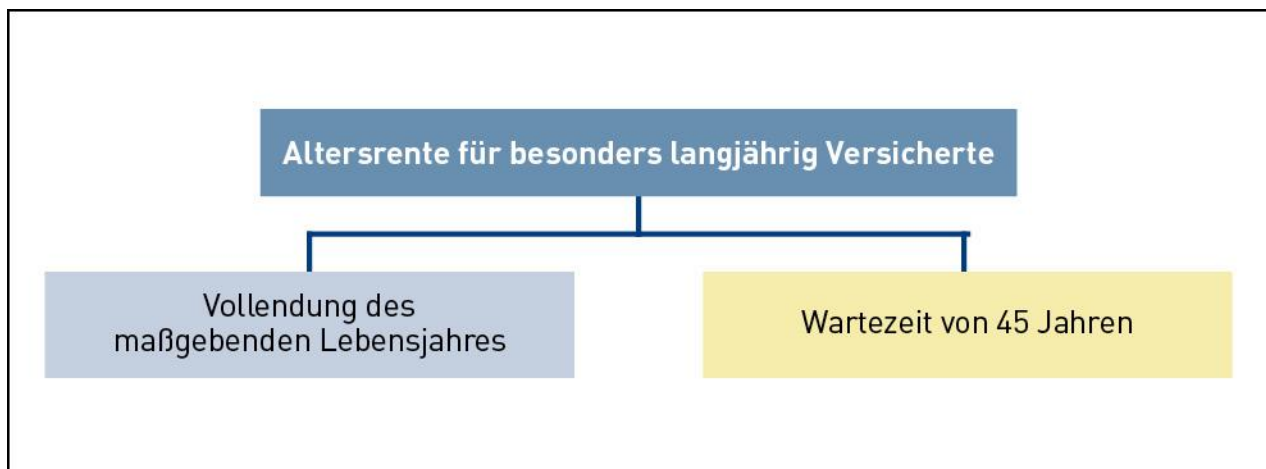 Altersrente für besonders langjährig Versicherte
Vollendung des
maßgebenden Lebensjahres
Wartezeit von 45 Jahren